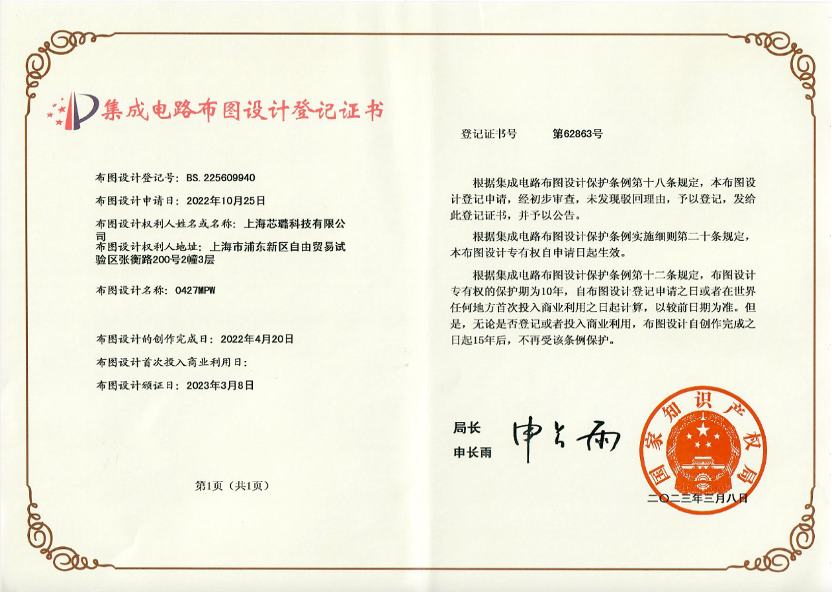 集成电路布图设计登记证书
布图设计登记号：BS. 225609940
布图设计申请日：2022年10月25日
布图设计权利人姓名或名称：上海芯璐科技有限公
司
布图设计权利人地址：上海市浦东新区自由贸易试
验区张衡路200号2幢3层
布图设计名称：0427MPW
布图设计的创作完成日：2022年4月20日
布图设计首次投入商业利用日：
布图设计颁证日：2023年3月8日
第1页（共1页）
登记证书号 第62863号
根据集成电路布图设计保护条例第十八条规定，本布图设
计登记申请，经初步审查，未发现驳回理由，予以登记，发给
此登记证书，并予以公告。
根据集成电路布图设计保护条例实施细则第二十条规定，
本布图设计专有权自申请日起生效。
根据集成电路布图设计保护条例第十二条规定，布图设计
专有权的保护期为10年，自布图设计登记申请之日或者在世界
任何地方首次投入商业利用之日起计算，以较前日期为准。但
是，无论是否登记或者投入商业利用，布图设计自创作完成之
日起15年后，不再受该条例保护。
局长
申长雨
申长雨
国家知识产权局
二〇二三年三月八日